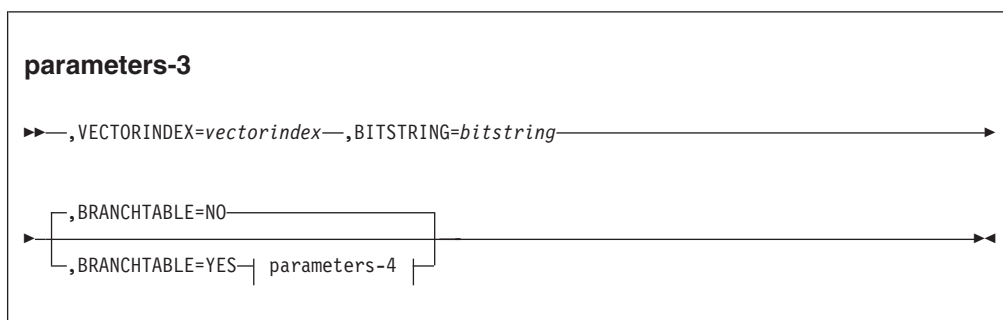 parameters-3
,VECTORINDEX=vectorindex ,BITSTRING=bitstring
,BRANCHTABLE=NO
,BRANCHTABLE=YES parameters-4